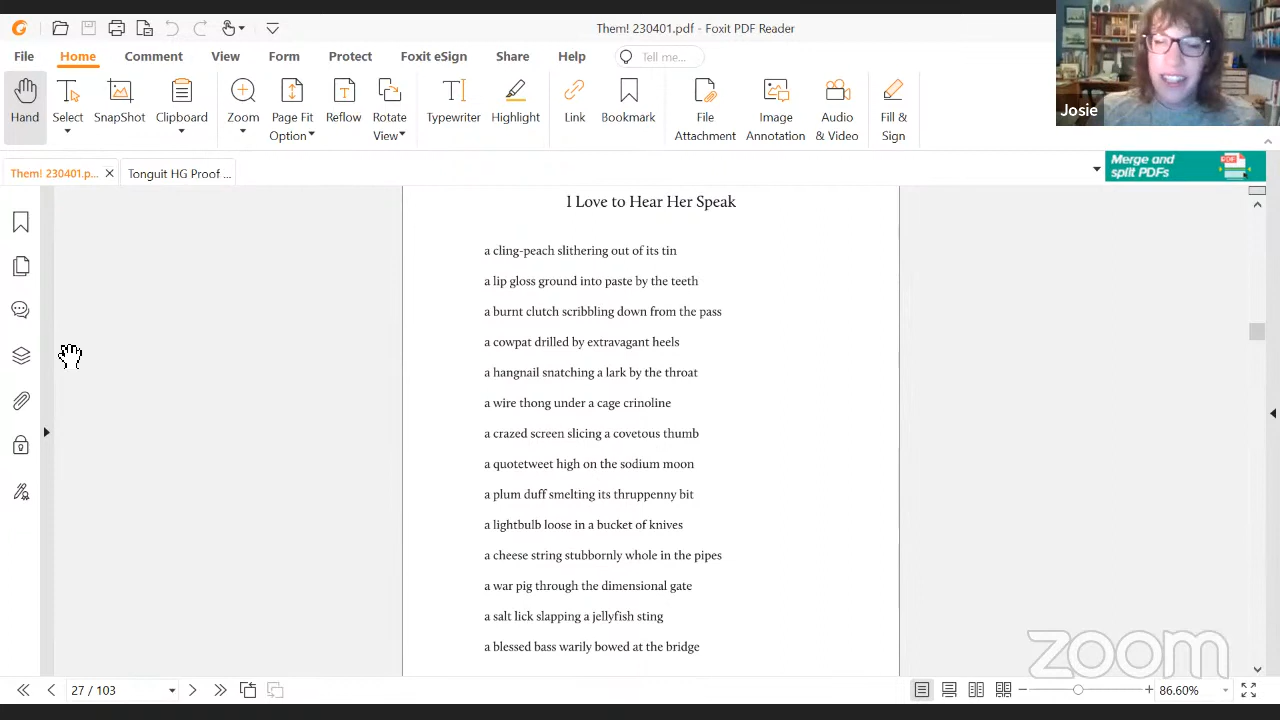 Them! 230401.pdf - Foxit PDF Reader
File Home Comment View Form Protect Foxit eSign Share Help Tell me...
Hand Select SnapShot Clipboard Zoom Page Fit Option Reflow Rotate View Typewriter Highlight Link Bookmark File Attachment Image Annotation Audio & Video Fill & Sign
Josie
Them! 230401.p... Tonguit HG Proof ...
Merge and
split PDFs
PDF
I Love to Hear Her Speak
a cling-peach slithering out of its tin
a lip gloss ground into paste by the teeth
a burnt clutch scribbling down from the pass
a cowpat drilled by extravagant heels
a hangnail snatching a lark by the throat
a wire thong under a cage crinoline
a crazed screen slicing a covetous thumb
a quotetweet high on the sodium moon
a plum duff smelting its thruppenny bit
a lightbulb loose in a bucket of knives
a cheese string stubbornly whole in the pipes
a war pig through the dimensional gate
a salt lick slapping a jellyfish sting
a blessed bass warily bowed at the bridge
zoom
27 / 103
86.60%